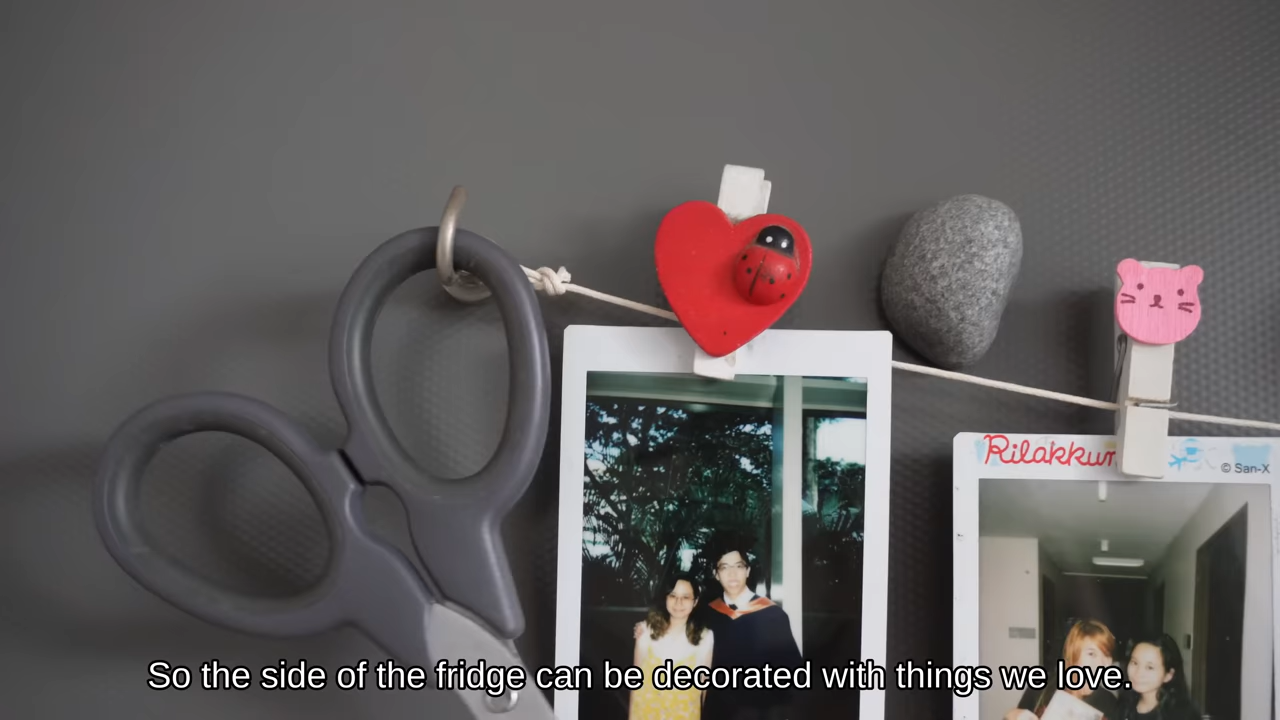 Rilakkum
© San-X
So the side of the fridge can be decorated with things we love.